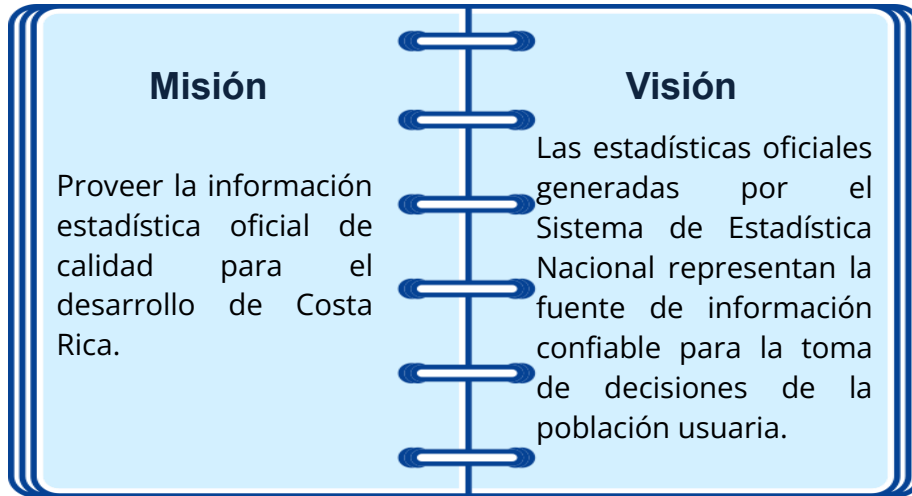 Misión
Proveer la información
estadística oficial de
calidad para el
desarrollo de Costa
Rica.
Visión
Las estadísticas oficiales
generadas por el
Sistema de Estadística
Nacional representan la
fuente de información
confiable para la toma
de decisiones de la
población usuaria.